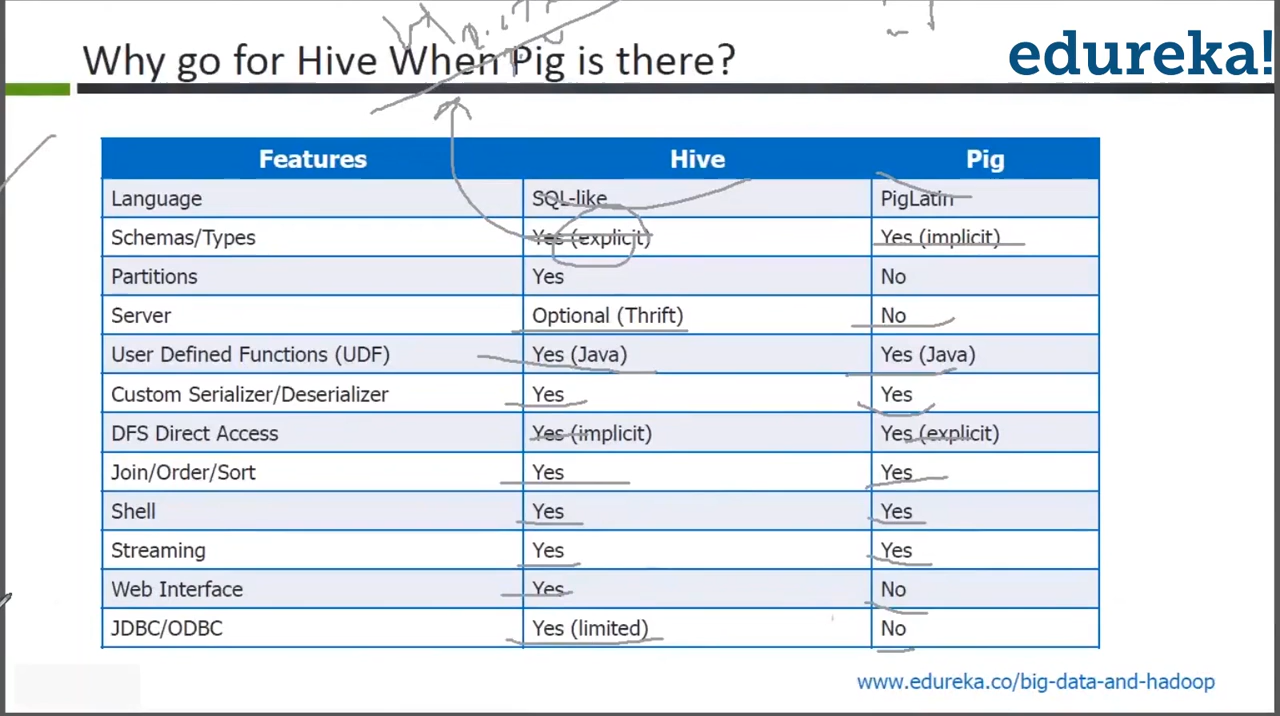 Why go for Hive When Pig is there?
edureka!
Features Hive Pig
Language SQL-like PigLatin
Schemas/Types Yes (explicit) Yes (implicit)
Partitions Yes No
Server Optional (Thrift) No
User Defined Functions (UDF) Yes (Java) Yes (Java)
Custom Serializer/Deserializer Yes Yes
DFS Direct Access Yes (implicit) Yes (explicit)
Join/Order/Sort Yes Yes
Shell Yes Yes
Streaming Yes Yes
Web Interface Yes No
JDBC/ODBC Yes (limited) No
www.edureka.co/big-data-and-hadoop